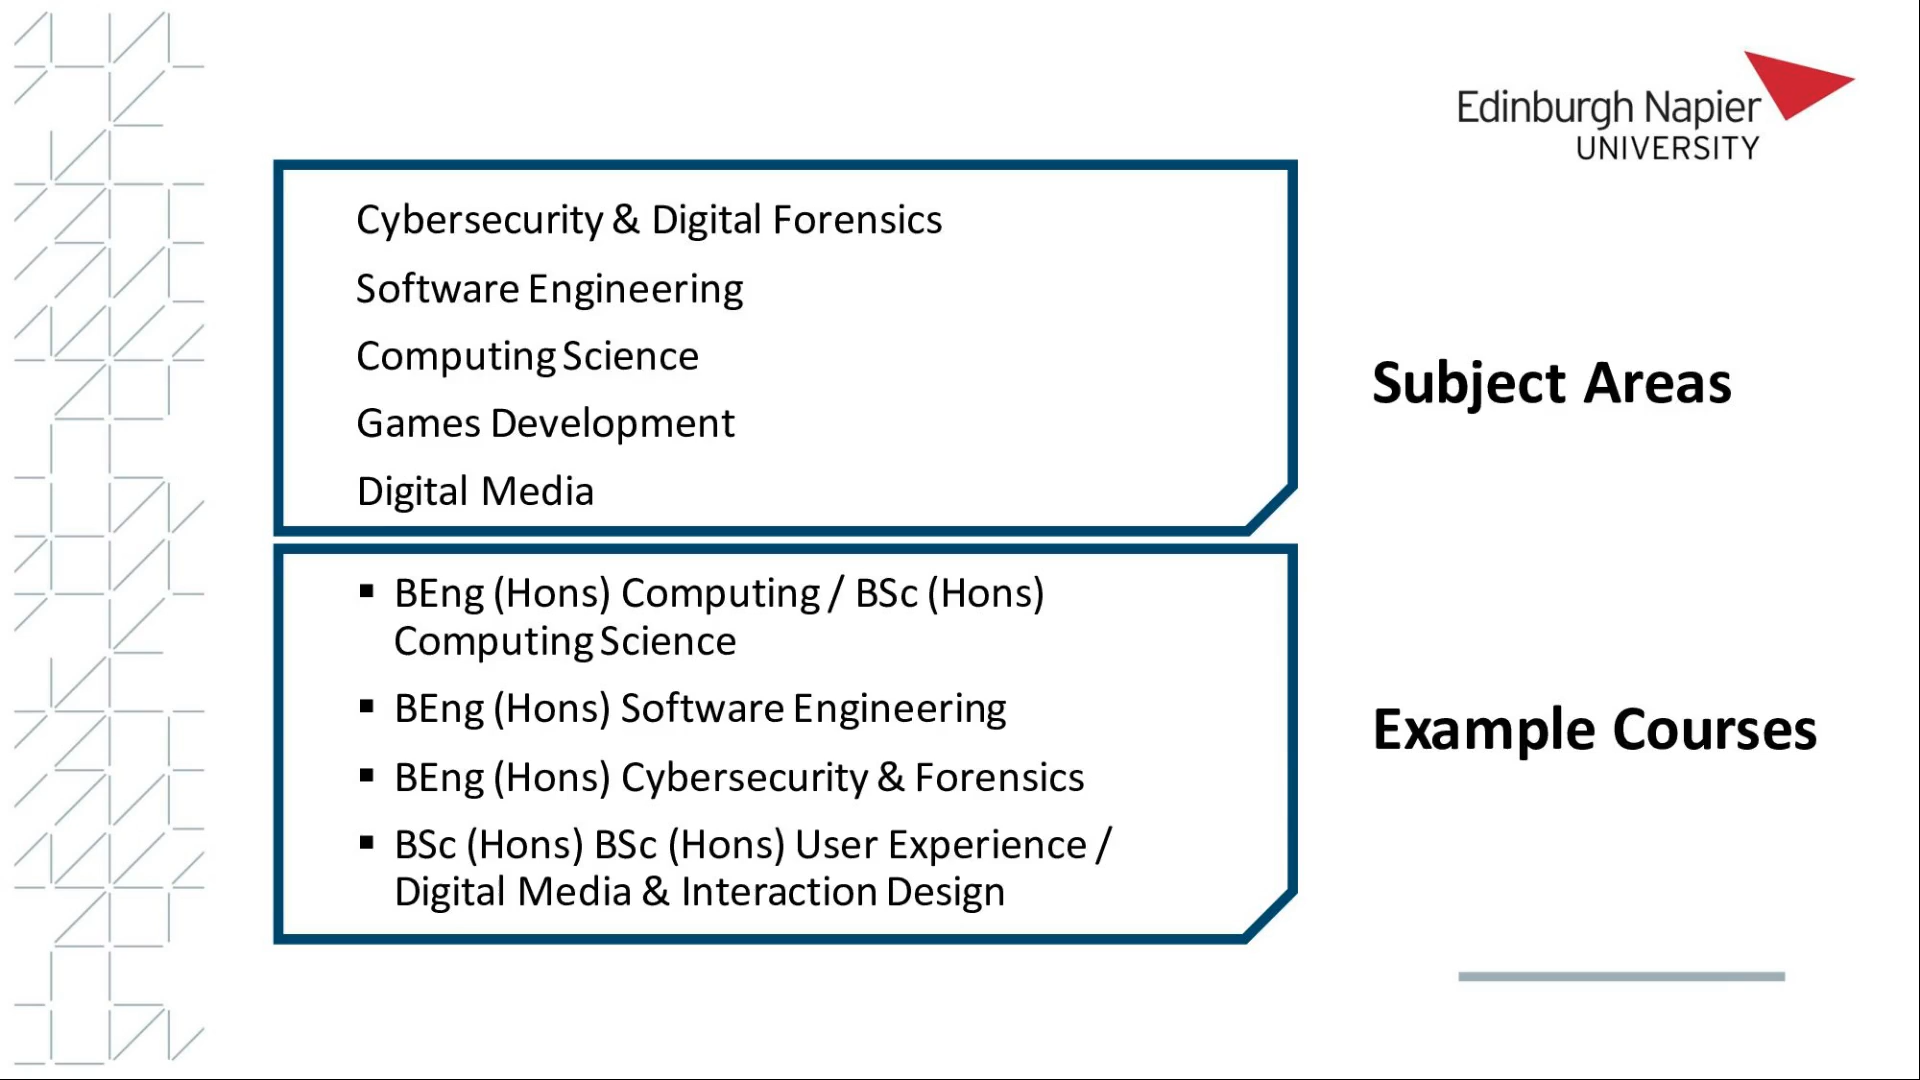 Edinburgh Napier
UNIVERSITY
Cybersecurity & Digital Forensics
Software Engineering
Computing Science
Games Development
Digital Media
Subject Areas
▪ BEng (Hons) Computing / BSc (Hons)
Computing Science
▪ BEng (Hons) Software Engineering
▪ BEng (Hons) Cybersecurity & Forensics
▪ BSc (Hons) BSc (Hons) User Experience /
Digital Media & Interaction Design
Example Courses